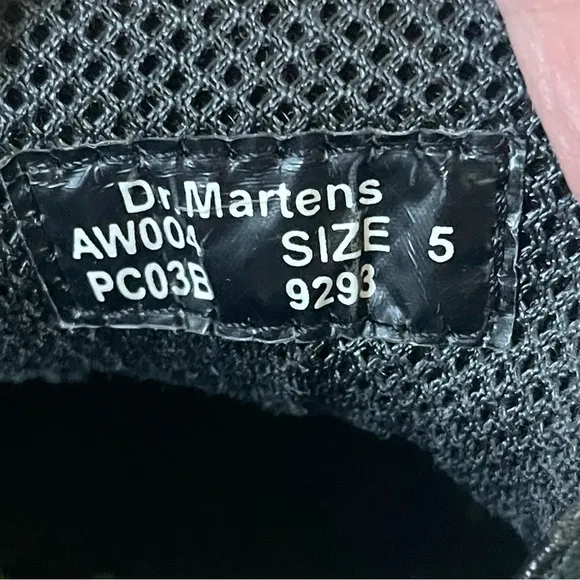 Dr.Martens
AW004 SIZE 5
PC03B 9293